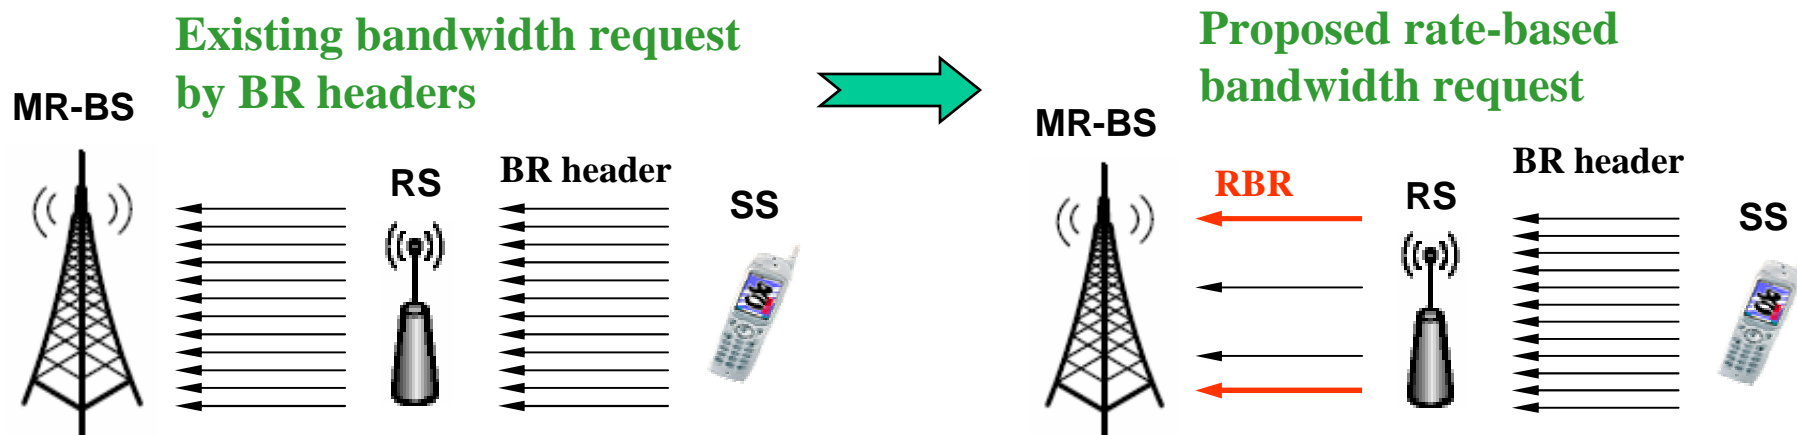 Existing bandwidth request
by BR headers
MR-BS
RS
BR header
SS
Proposed rate-based
bandwidth request
MR-BS
RBR
RS
BR header
SS